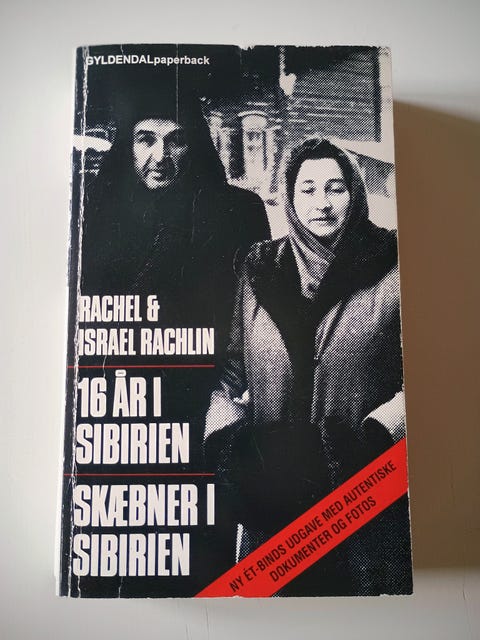 GYLDENDALpaperback
RACHEL &
ISRAEL RACHLIN
16 ÅR I
SIBIRIEN
SKÆBNER I
SIBIRIEN
NY ÉT-BINDS UDGAVE MED AUTENTISKE
DOKUMENTER OG FOTOS